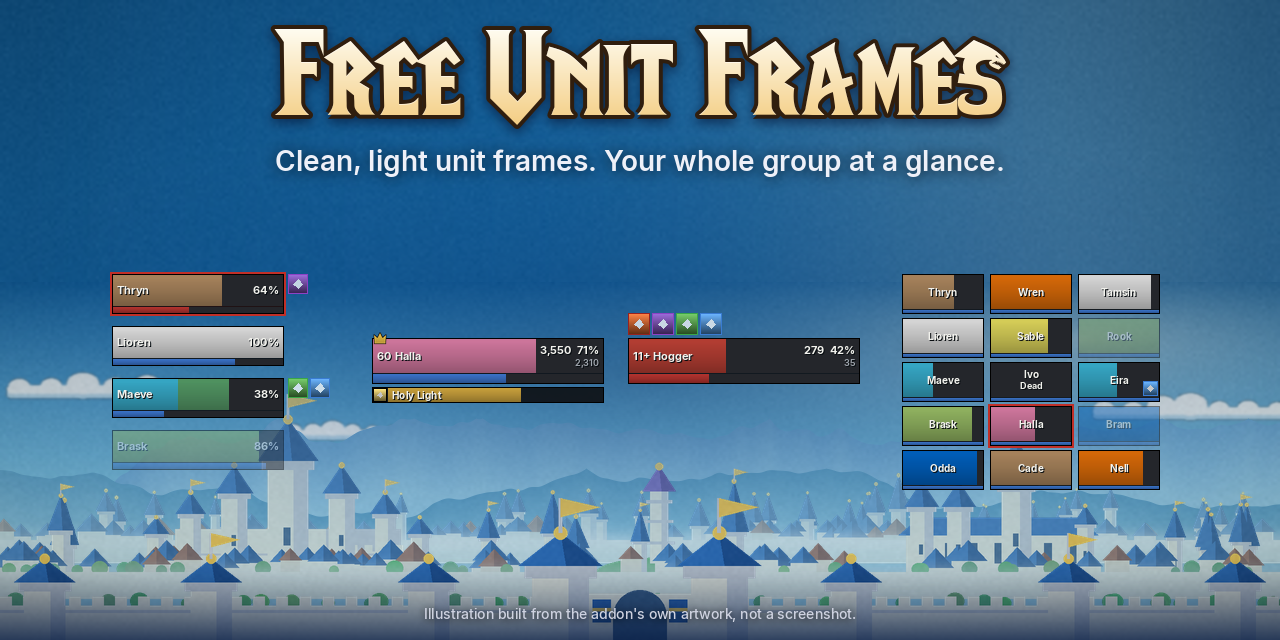 Free Unit Frames
Clean, light unit frames. Your whole group at a glance.
Thryn 64%
Lioren 100%
Maeve 38%
Brask 86%
60 Halla 3,550 71%
2,310
Holy Light
11+ Hogger 279 42%
35
Thryn Wren Tamsin
Lioren Sable Rook
Maeve Ivo Dead Eira
Brask Halla Bram
Odda Cade Nell
Illustration built from the addon's own artwork, not a screenshot.